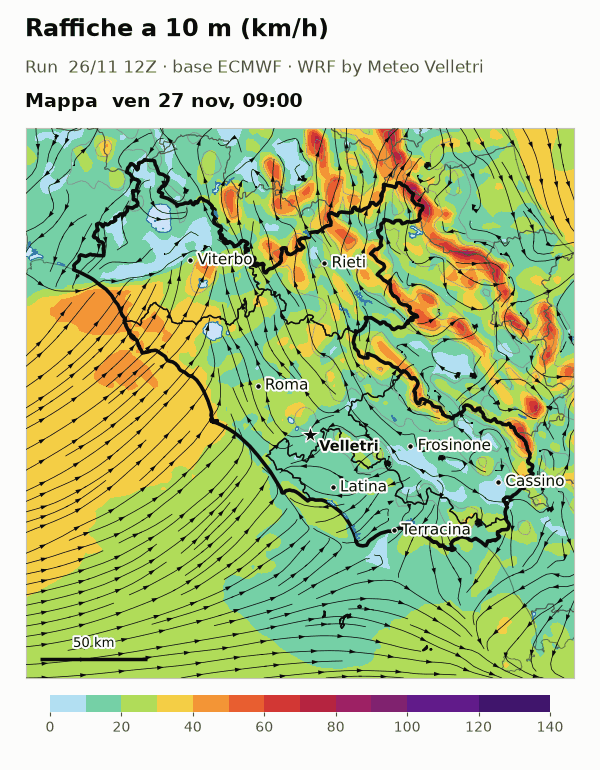 Raffiche a 10 m (km/h)
Run  26/11 12Z · base ECMWF · WRF by Meteo Velletri
Mappa  ven 27 nov, 09:00
Viterbo
Rieti
Roma
Velletri
Frosinone
Latina
Cassino
Terracina
50 km
0 20 40 60 80 100 120 140